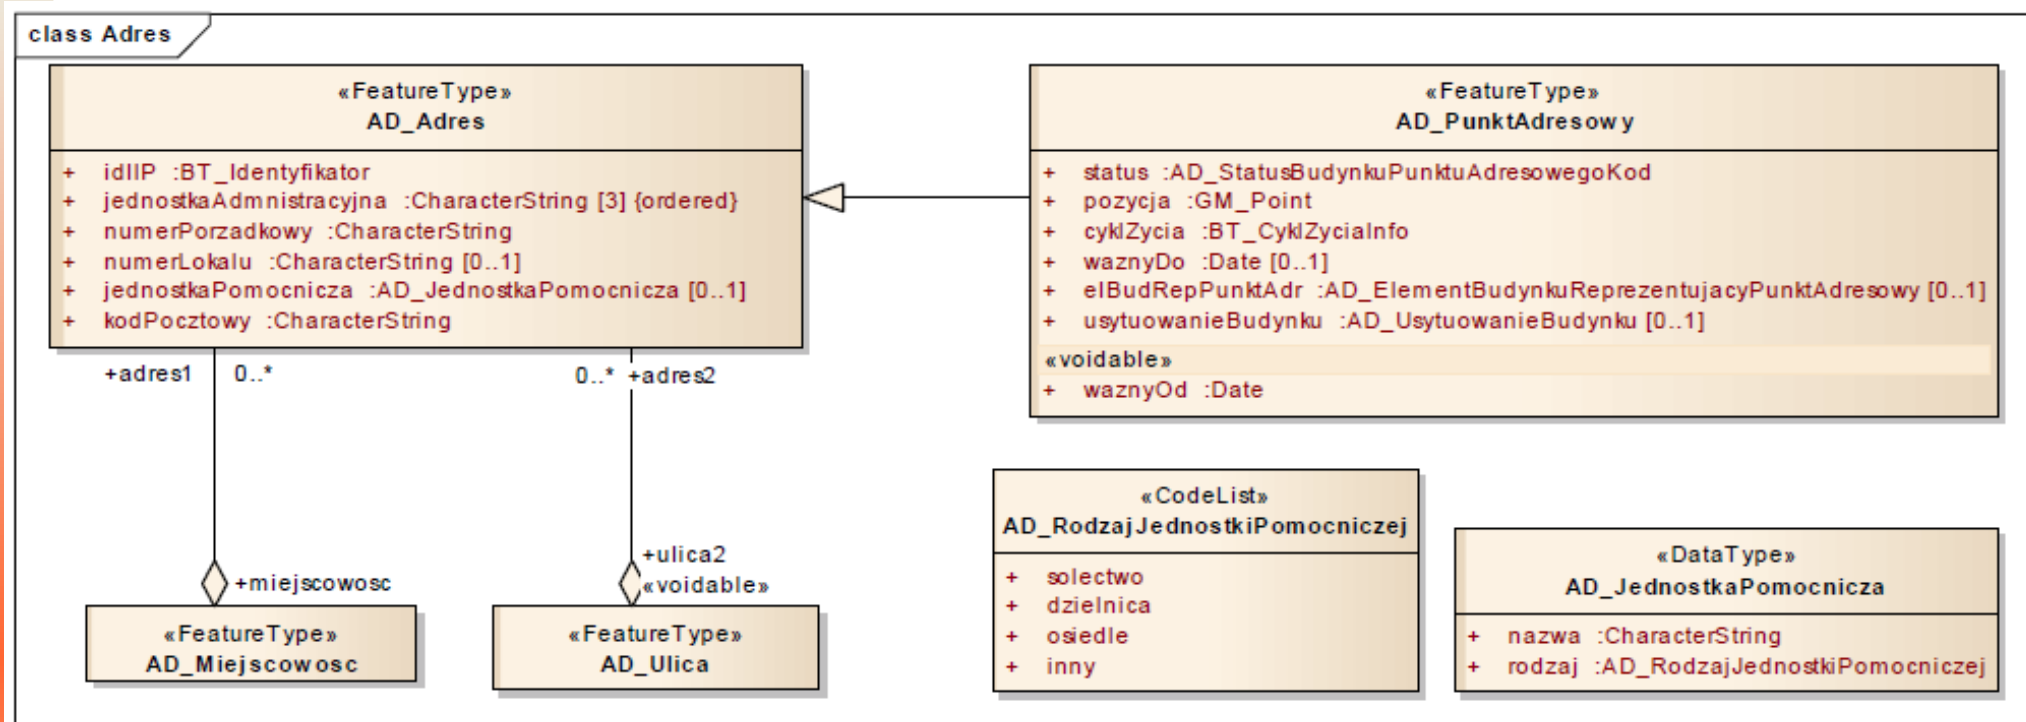 class Adres
«FeatureType»
AD_Adres
+ idIIP :BT_Identyfikator
+ jednostkaAdmnistracyjna :CharacterString [3] {ordered}
+ numerPorzadkowy :CharacterString
+ numerLokalu :CharacterString [0..1]
+ jednostkaPomocnicza :AD_JednostkaPomocnicza [0..1]
+ kodPocztowy :CharacterString
«FeatureType»
AD_PunktAdresowy
+ status :AD_StatusBudynkuPunktuAdresowegoKod
+ pozycja :GM_Point
+ cyklZycia :BT_CyklZyciaInfo
+ waznyDo :Date [0..1]
+ elBudRepPunktAdr :AD_ElementBudynkuReprezentujacyPunktAdresowy [0..1]
+ usytuowanieBudynku :AD_UsytuowanieBudynku [0..1]
«voidable»
+ waznyOd :Date
+adres1 0..*
0..* +adres2
+miejscowosc
+ulica2
«voidable»
«FeatureType»
AD_Miejscowosc
«FeatureType»
AD_Ulica
«CodeList»
AD_RodzajJednostkiPomocniczej
+ solectwo
+ dzielnica
+ osiedle
+ inny
«DataType»
AD_JednostkaPomocnicza
+ nazwa :CharacterString
+ rodzaj :AD_RodzajJednostkiPomocniczej